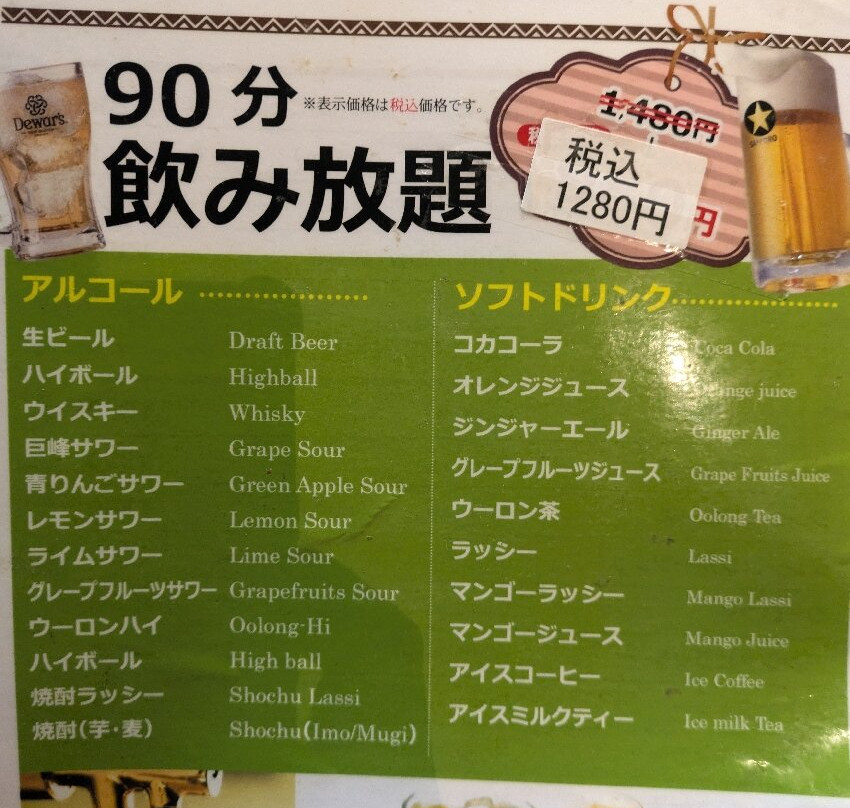 90分
※表示価格は税込価格です。
飲み放題
Dewar's
1,480円
税込
1280円
円
SAPPORO
アルコール
生ビール Draft Beer
ハイボール Highball
ウイスキー Whisky
巨峰サワー Grape Sour
青りんごサワー Green Apple Sour
レモンサワー Lemon Sour
ライムサワー Lime Sour
グレープフルーツサワー Grapefruits Sour
ウーロンハイ Oolong-Hi
ハイボール High ball
焼酎ラッシー Shochu Lassi
焼酎(芋・麦) Shochu(Imo/Mugi)
ソフトドリンク
コカコーラ Coca Cola
オレンジジュース Orange juice
ジンジャーエール Ginger Ale
グレープフルーツジュース Grape Fruits Juice
ウーロン茶 Oolong Tea
ラッシー Lassi
マンゴーラッシー Mango Lassi
マンゴージュース Mango Juice
アイスコーヒー Ice Coffee
アイスミルクティー Ice milk Tea